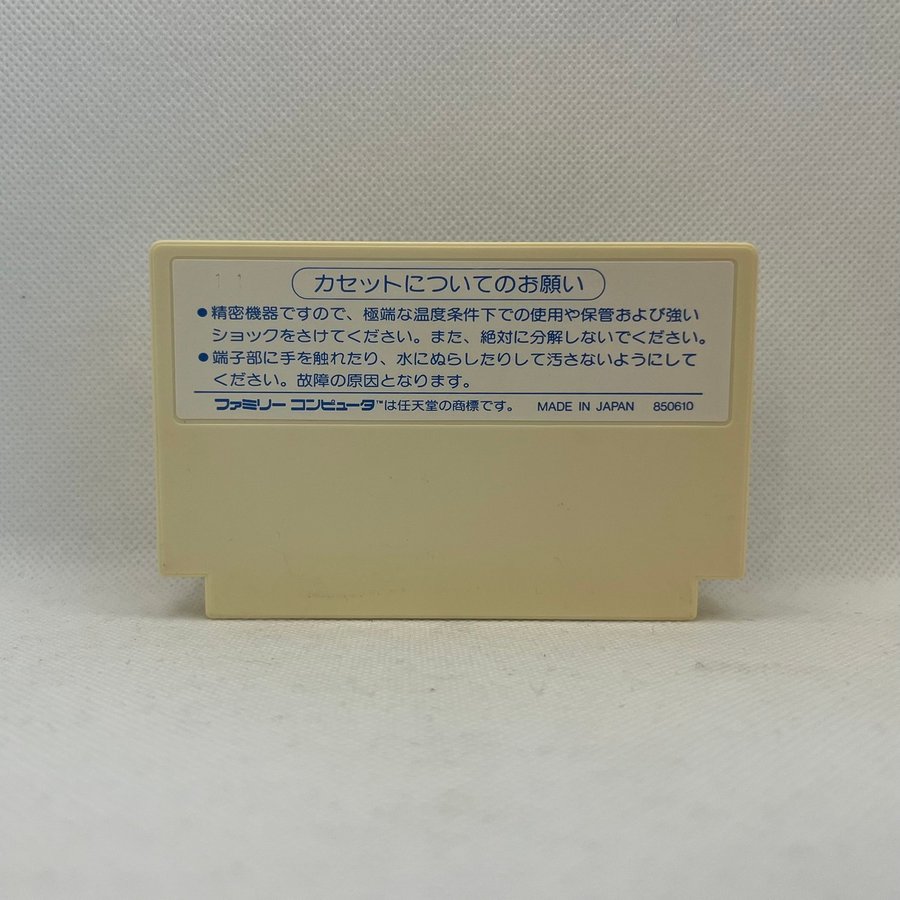 11
カセットについてのお願い
●精密機器ですので、極端な温度条件下での使用や保管および強い
ショックをさけてください。また、絶対に分解しないでください。
●端子部に手を触れたり、水にぬらしたりして汚さないようにして
ください。故障の原因となります。
ファミリーコンピュータ™は任天堂の商標です。 MADE IN JAPAN 850610